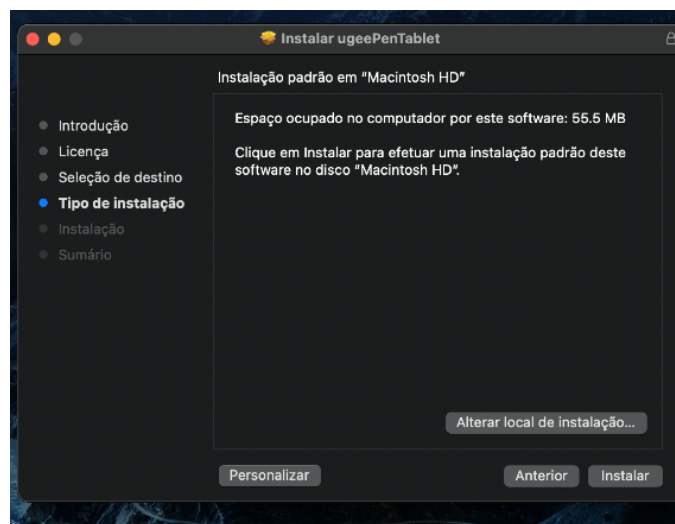 Instalar ugeePenTablet
Instalação padrão em “Macintosh HD”
Introdução
Licença
Seleção de destino
Tipo de instalação
Instalação
Sumário
Espaço ocupado no computador por este software: 55.5 MB
Clique em Instalar para efetuar uma instalação padrão deste
software no disco “Macintosh HD”.
Alterar local de instalação...
Personalizar
Anterior
Instalar